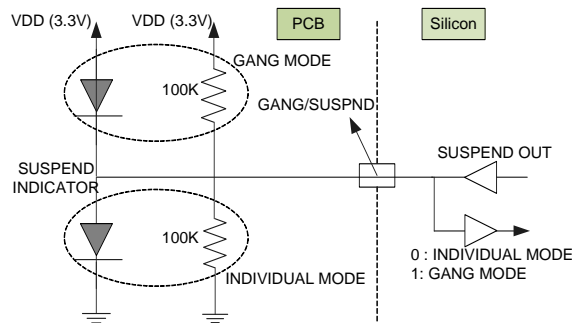 VDD (3.3V)
VDD (3.3V)
PCB
Silicon
GANG MODE
100K
GANG/SUSPND
SUSPEND OUT
SUSPEND
INDICATOR
100K
0 : INDIVIDUAL MODE
1: GANG MODE
INDIVIDUAL MODE